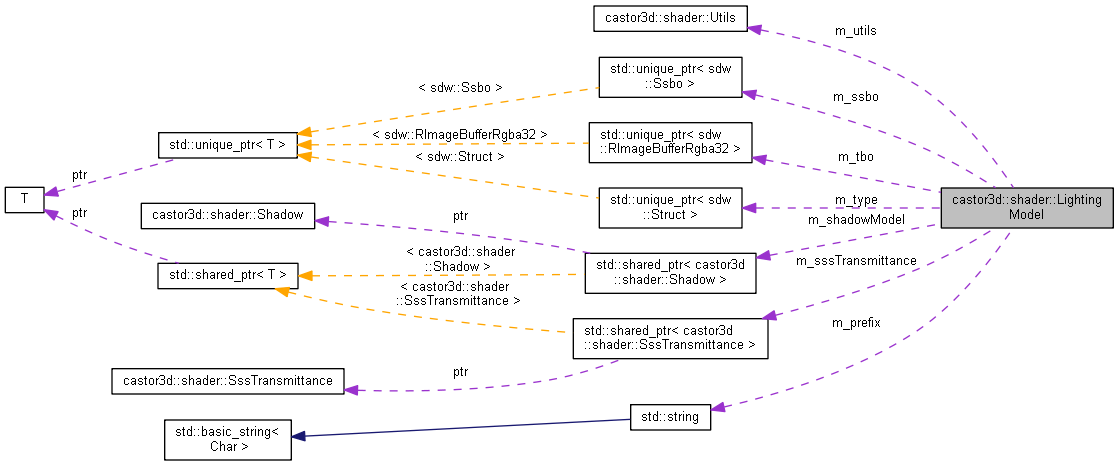 castor3d::shader::Utils
m_utils
std::unique_ptr< sdw
::Ssbo >
< sdw::Ssbo >
m_ssbo
std::unique_ptr< T >
< sdw::RImageBufferRgba32 >
std::unique_ptr< sdw
::RImageBufferRgba32 >
< sdw::Struct >
m_tbo
ptr
T
std::unique_ptr< sdw
::Struct >
m_type
castor3d::shader::Lighting
Model
ptr
castor3d::shader::Shadow
ptr
m_shadowModel
< castor3d::shader
::Shadow >
std::shared_ptr< T >
std::shared_ptr< castor3d
::shader::Shadow >
m_sssTransmittance
< castor3d::shader
::SssTransmittance >
std::shared_ptr< castor3d
::shader::SssTransmittance >
m_prefix
castor3d::shader::SssTransmittance
ptr
std::string
std::basic_string<
Char >